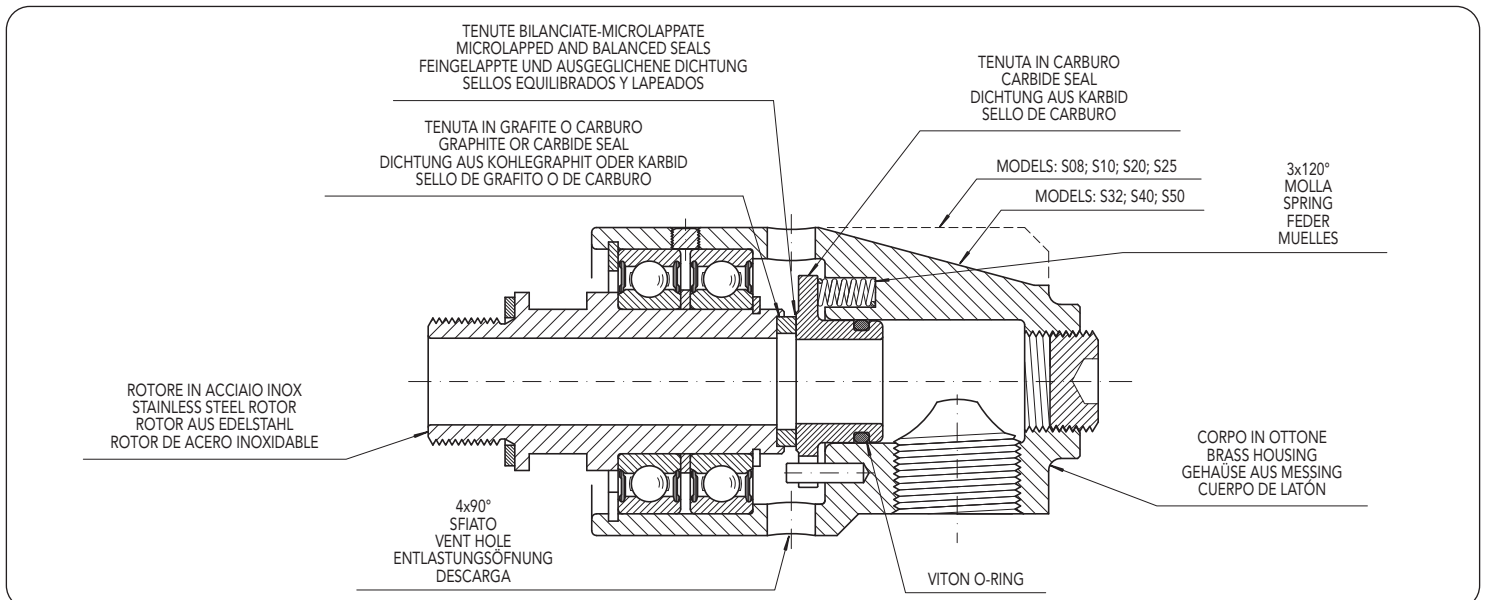 TENUTE BILANCIATE-MICROLAPPATE
MICROLAPPED AND BALANCED SEALS
FEINGELAPPTE UND AUSGEGLICHENE DICHTUNG
SELLOS EQUILIBRADOS Y LAPEADOS
TENUTA IN GRAFITE O CARBURO
GRAPHITE OR CARBIDE SEAL
DICHTUNG AUS KOHLEGRAPHIT ODER KARBID
SELLO DE GRAFITO O DE CARBURO
TENUTA IN CARBURO
CARBIDE SEAL
DICHTUNG AUS KARBID
SELLO DE CARBURO
MODELS: S08; S10; S20; S25
MODELS: S32; S40; S50
3x120°
MOLLA
SPRING
FEDER
MUELLES
ROTORE IN ACCIAIO INOX
STAINLESS STEEL ROTOR
ROTOR AUS EDELSTAHL
ROTOR DE ACERO INOXIDABLE
4x90°
SFIATO
VENT HOLE
ENTLASTUNGSÖFNUNG
DESCARGA
VITON O-RING
CORPO IN OTTONE
BRASS HOUSING
GEHAÜSE AUS MESSING
CUERPO DE LATÓN